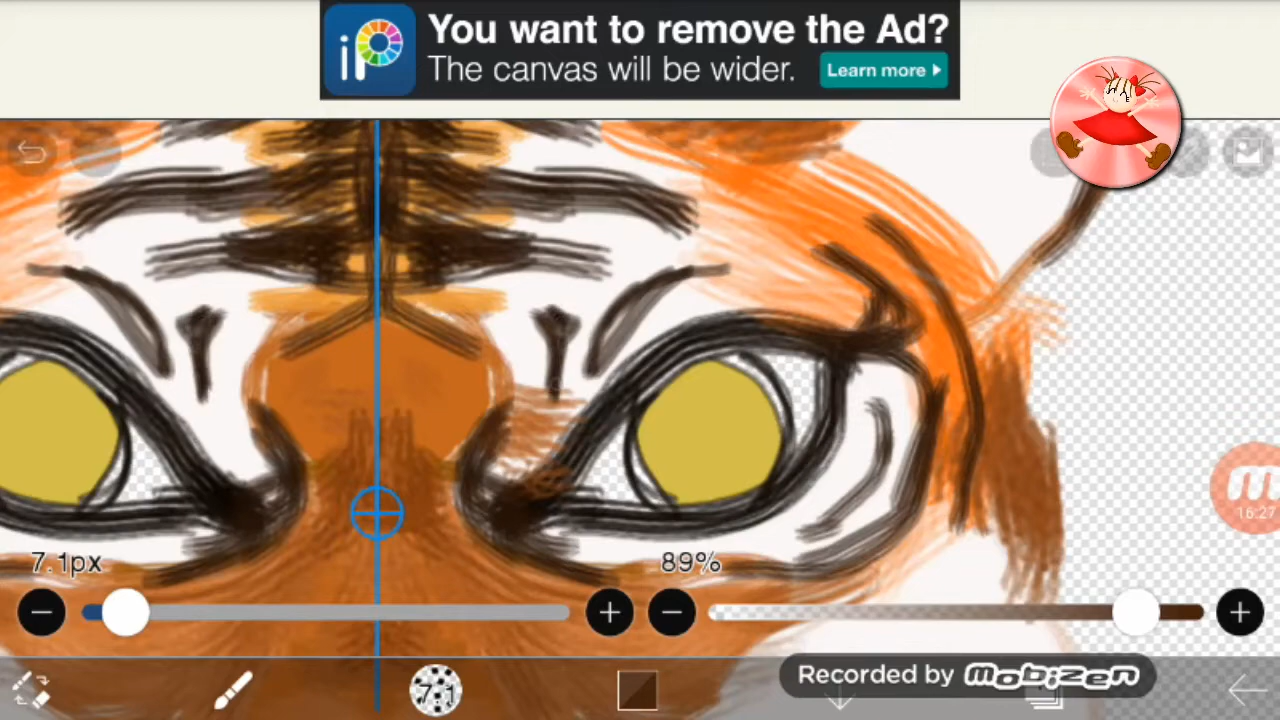 iP
You want to remove the Ad?
The canvas will be wider.
Learn more
16:27
7.1px
89%
7.1
Recorded by mobizen